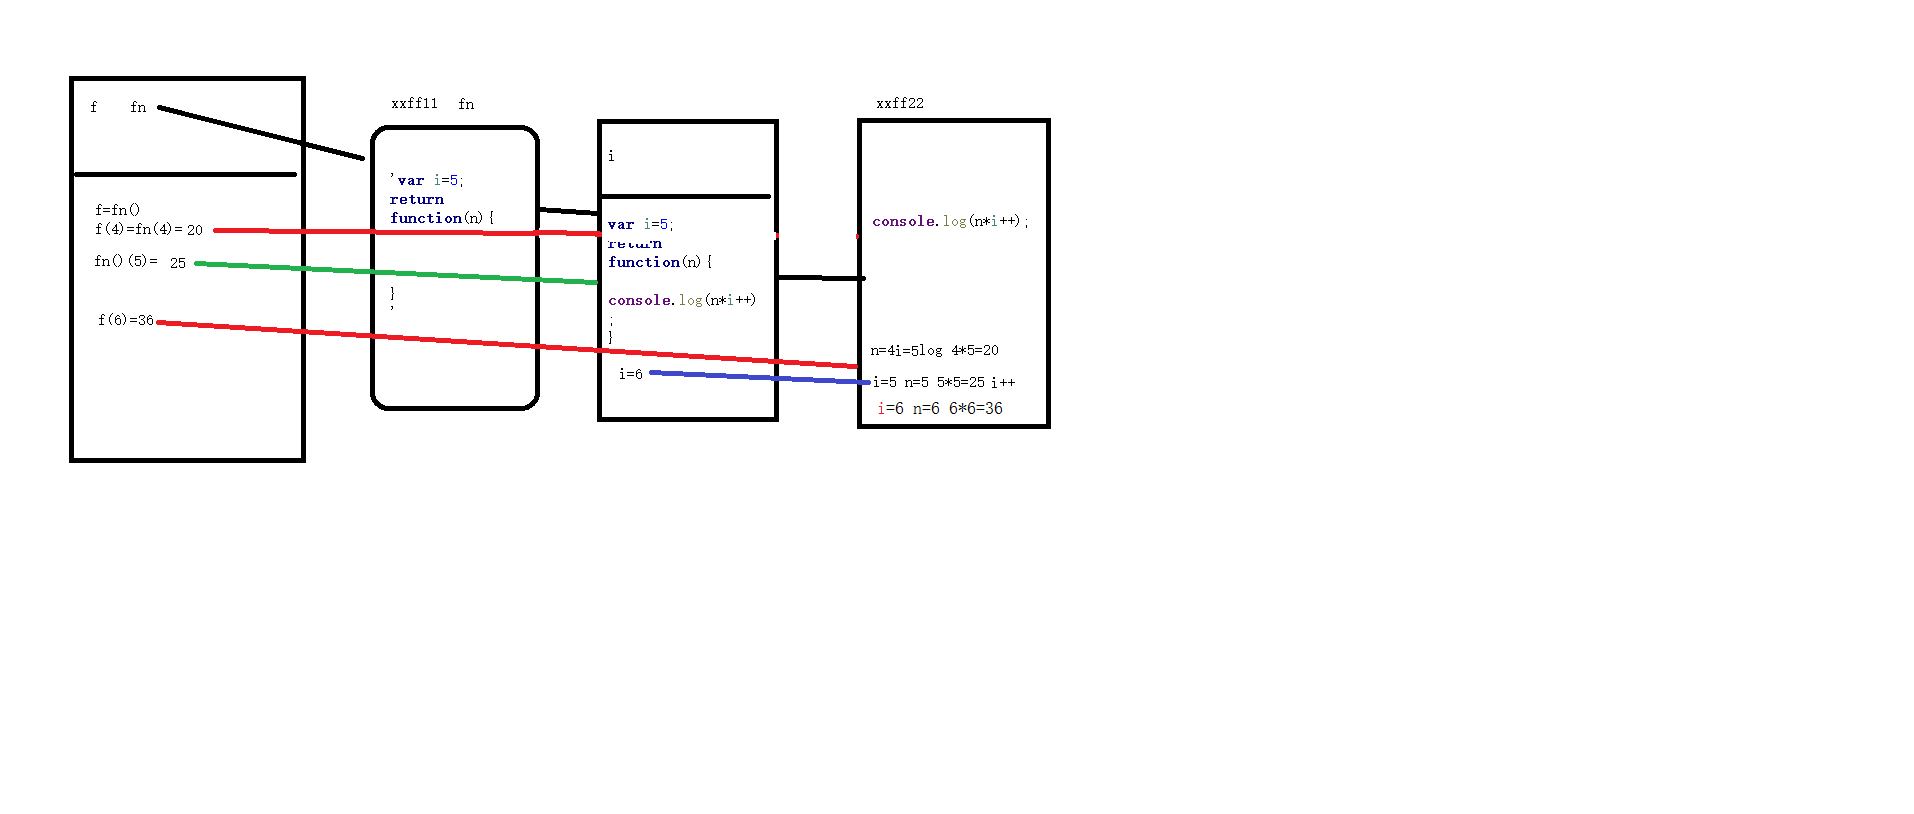 f fn
f=fn()
f(4)=fn(4)= 20
fn()(5)= 25
f(6)=36
xxff11 fn
'var i=5;
return
function(n){
}
'
i
var i=5;
return
function(n){
console.log(n*i++)
;
}
i=6
xxff22
console.log(n*i++);
n=4i=5log 4*5=20
i=5 n=5 5*5=25 i++
i=6 n=6 6*6=36